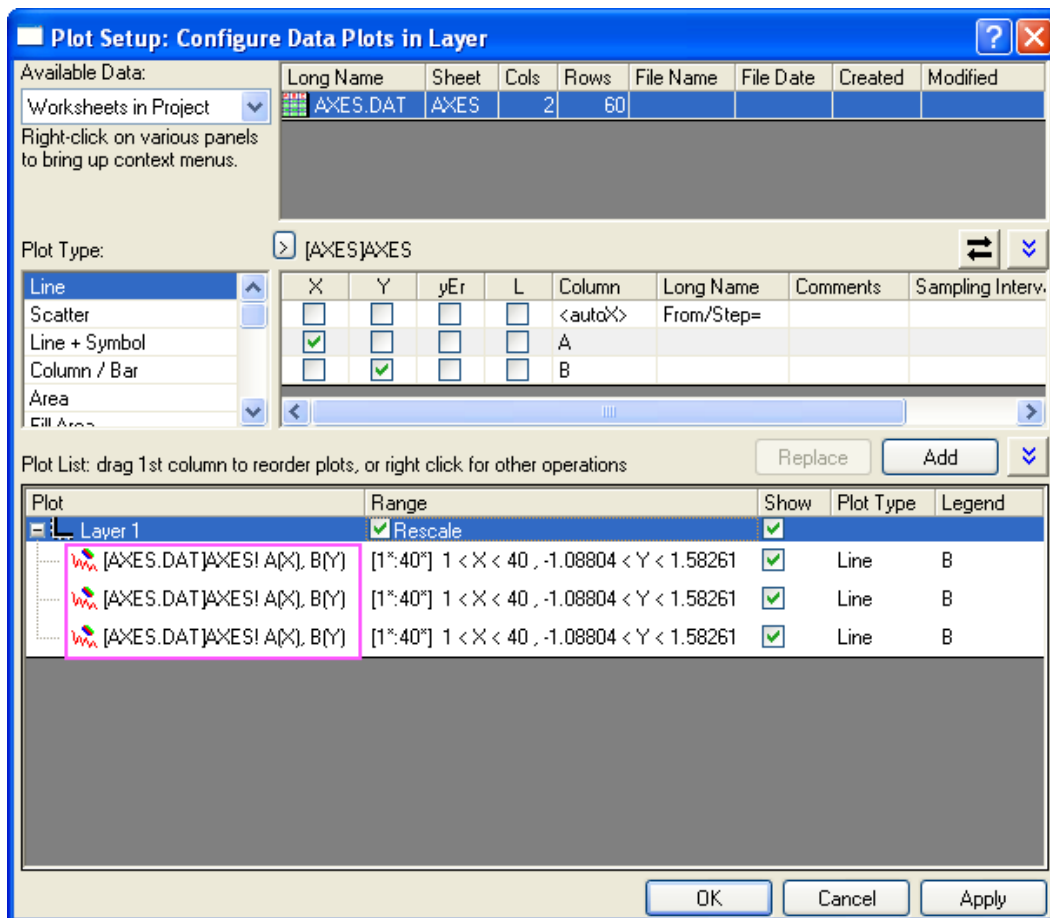 Plot Setup: Configure Data Plots in Layer
Available Data:
Worksheets in Project
Right-click on various panels
to bring up context menus.
Long Name Sheet Cols Rows File Name File Date Created Modified
AXES.DAT AXES 2 60
Plot Type:
> [AXES]AXES
Line
Scatter
Line + Symbol
Column / Bar
Area
Fill Area
X Y yEr L Column Long Name Comments Sampling Interv
<autoX> From/Step=
A
B
Plot List: drag 1st column to reorder plots, or right click for other operations
Replace Add
Plot Range Show Plot Type Legend
Layer 1 Rescale
[AXES.DAT]AXES! A(X), B(Y) [1*:40*] 1 < X < 40 , -1.08804 < Y < 1.58261 Line B
[AXES.DAT]AXES! A(X), B(Y) [1*:40*] 1 < X < 40 , -1.08804 < Y < 1.58261 Line B
[AXES.DAT]AXES! A(X), B(Y) [1*:40*] 1 < X < 40 , -1.08804 < Y < 1.58261 Line B
OK Cancel Apply